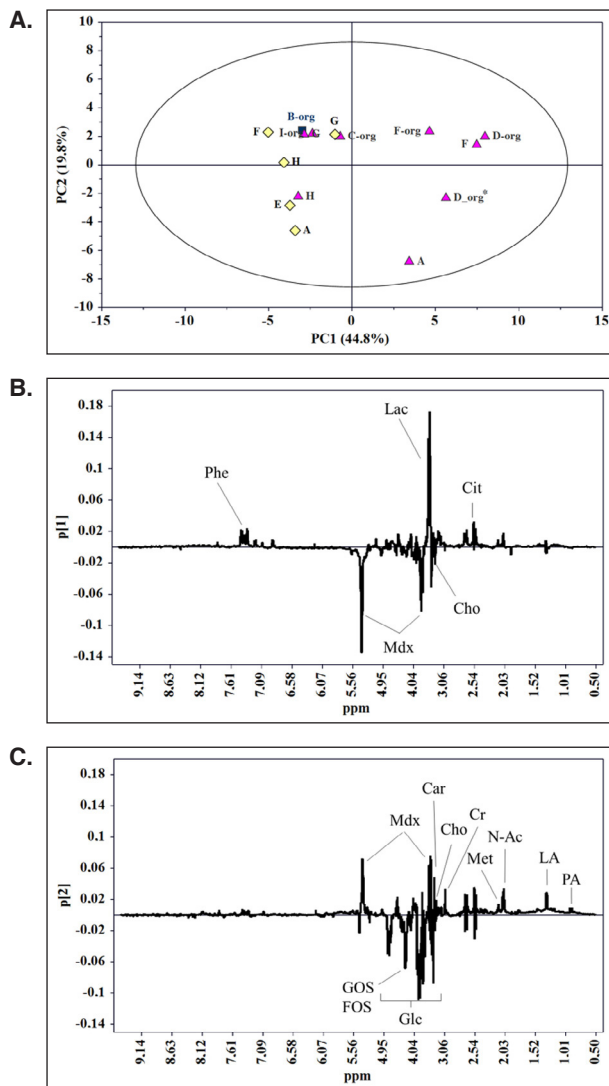 A.
10
8
6
4
2
0
-2
-4
-6
-8
-10
PC2 (19.8%)
B-org
G
F
I-org
G
C-org
F-org
F
D-org
H
H
D_org*
E
A
A
-15 -10 -5 0 5 10 15
PC1 (44.8%)
B.
0.18
0.14
0.1
0.06
0.02
-0.02
-0.06
-0.1
-0.14
p[1]
Lac
Phe
Cit
Cho
Mdx
9.14 8.63 8.12 7.61 7.09 6.58 6.07 5.56 4.95 4.04 3.06 2.54 2.03 1.52 1.01 0.50
ppm
C.
0.18
0.14
0.1
0.06
0.02
-0.02
-0.06
-0.1
-0.14
p[2]
Car
Mdx
Cho
Cr
N-Ac
Met
LA
PA
GOS
FOS
Glc
9.14 8.63 8.12 7.61 7.09 6.58 6.07 5.56 4.95 4.04 3.06 2.54 2.03 1.52 1.01 0.50
ppm